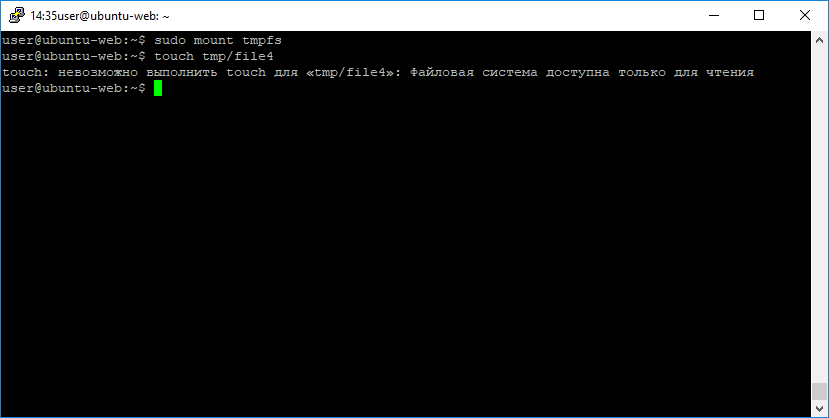 14:35user@ubuntu-web: ~
user@ubuntu-web:~$ sudo mount tmpfs
user@ubuntu-web:~$ touch tmp/file4
touch: невозможно выполнить touch для «tmp/file4»: Файловая система доступна только для чтения
user@ubuntu-web:~$